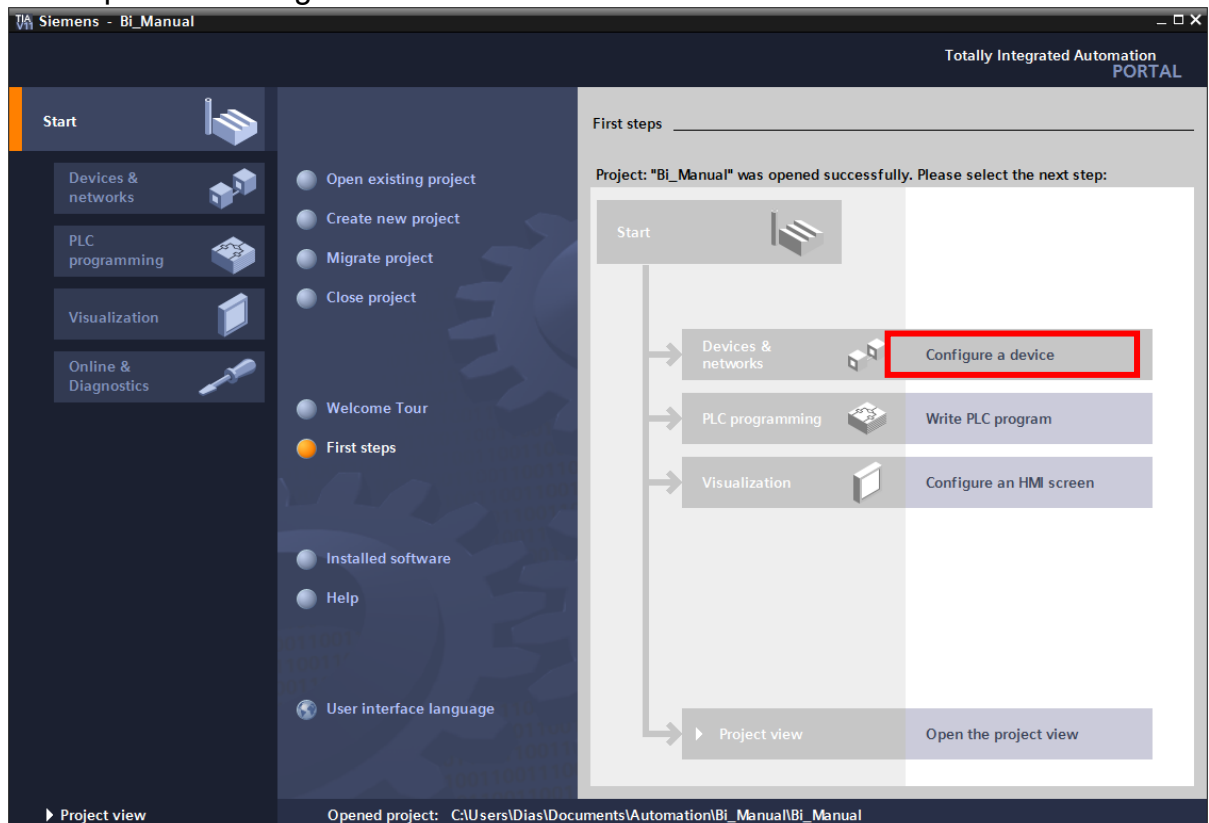 Siemens - Bi_Manual
Totally Integrated Automation
PORTAL
Start
Devices &
networks
PLC
programming
Visualization
Online &
Diagnostics
Open existing project
Create new project
Migrate project
Close project
Welcome Tour
First steps
Installed software
Help
User interface language
First steps
Project: "Bi_Manual" was opened successfully. Please select the next step:
Start
Devices &
networks
Configure a device
PLC programming
Write PLC program
Visualization
Configure an HMI screen
Project view
Open the project view
Project view
Opened project: C:\Users\Dias\Documents\Automation\Bi_Manual\Bi_Manual